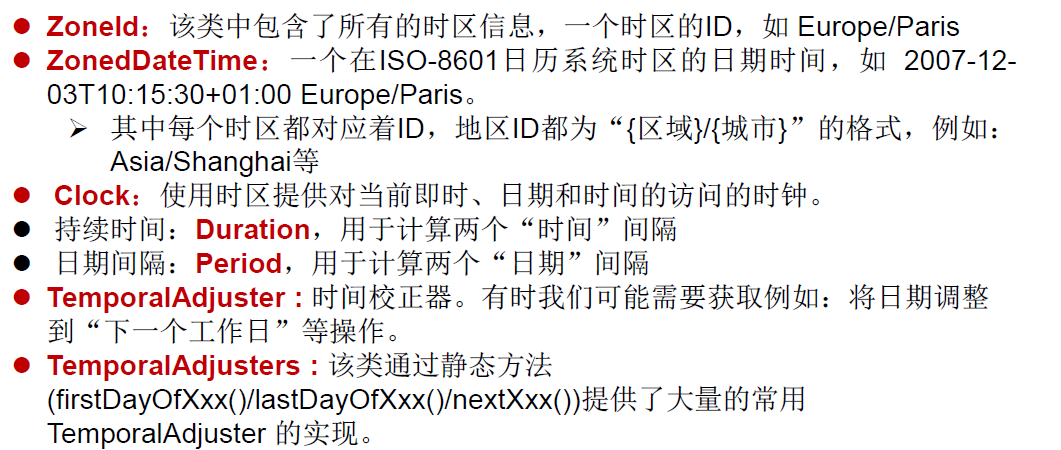 ● ZoneId：该类中包含了所有的时区信息，一个时区的ID，如 Europe/Paris
● ZonedDateTime：一个在ISO-8601日历系统时区的日期时间，如 2007-12-
03T10:15:30+01:00 Europe/Paris。
➢ 其中每个时区都对应着ID，地区ID都为“{区域}/{城市}”的格式，例如：
Asia/Shanghai等
● Clock：使用时区提供对当前即时、日期和时间的访问的时钟。
● 持续时间：Duration，用于计算两个“时间”间隔
● 日期间隔：Period，用于计算两个“日期”间隔
● TemporalAdjuster : 时间校正器。有时我们可能需要获取例如：将日期调整
到“下一个工作日”等操作。
● TemporalAdjusters : 该类通过静态方法
(firstDayOfXxx()/lastDayOfXxx()/nextXxx())提供了大量的常用
TemporalAdjuster 的实现。